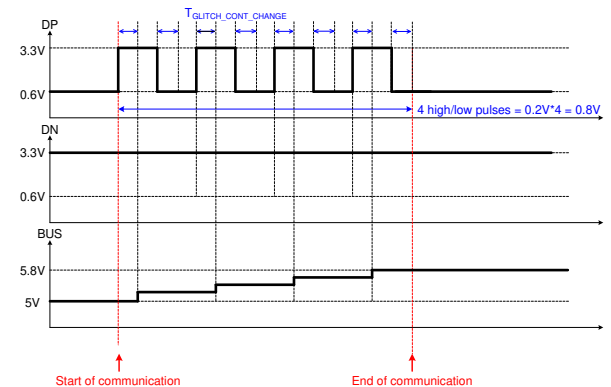 T_GLITCH_CONT_CHANGE
DP
3.3V
0.6V
4 high/low pulses = 0.2V*4 = 0.8V
DN
3.3V
0.6V
BUS
5.8V
5V
Start of communication
End of communication